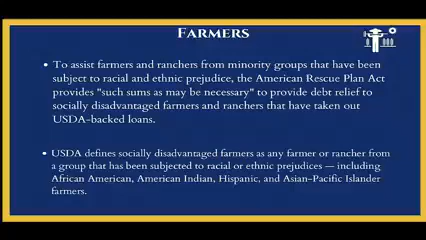 FARMERS
• To assist farmers and ranchers from minority groups that have been
subject to racial and ethnic prejudice, the American Rescue Plan Act
provides "such sums as may be necessary" to provide debt relief to
socially disadvantaged farmers and ranchers that have taken out
USDA-backed loans.
• USDA defines socially disadvantaged farmers as any farmer or rancher from
a group that has been subjected to racial or ethnic prejudices — including
African American, American Indian, Hispanic, and Asian-Pacific Islander
farmers.